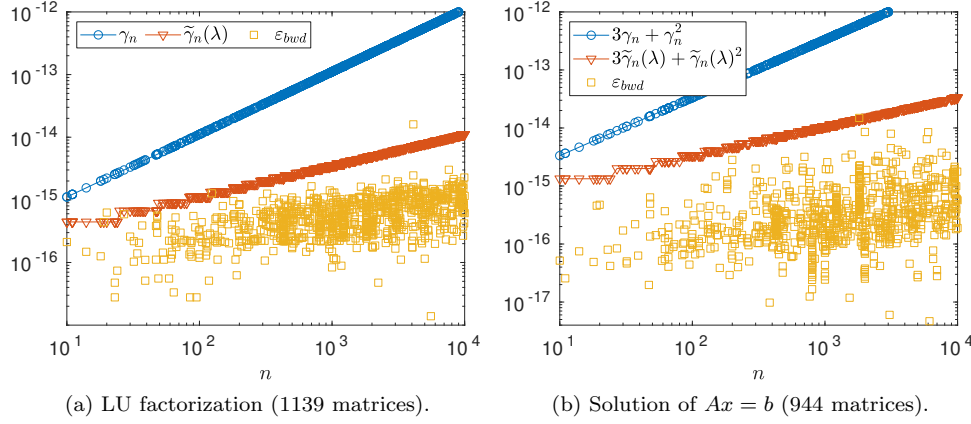 10^-12
10^-13
10^-14
10^-15
10^-16
10^1
10^2
10^3
10^4
n
γ_n
γ̃_n(λ)
ε_bwd
(a) LU factorization (1139 matrices).
10^-12
10^-13
10^-14
10^-15
10^-16
10^-17
10^1
10^2
10^3
10^4
n
3γ_n + γ_n^2
3γ̃_n(λ) + γ̃_n(λ)^2
ε_bwd
(b) Solution of Ax = b (944 matrices).